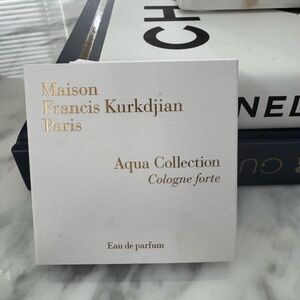 Maison
Francis Kurkdjian
Paris
Aqua Collection
Cologne forte
Eau de parfum
CH
NEL